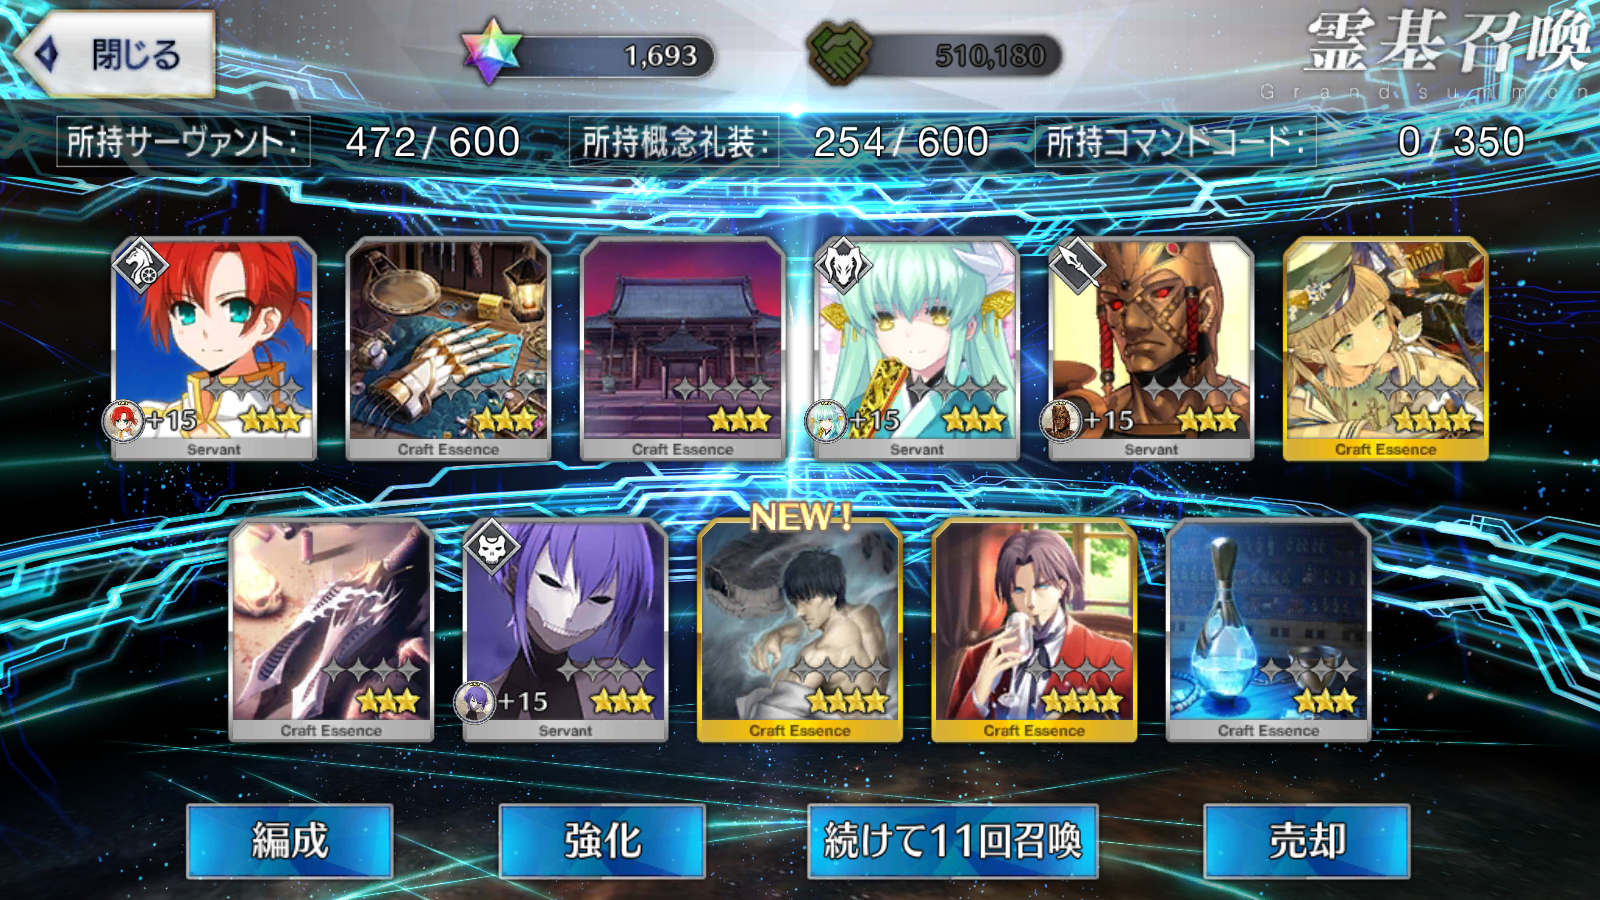 閉じる
1,693
510,180
霊基召喚
Grand summon
所持サーヴァント: 472/600
所持概念礼装: 254/600
所持コマンドコード: 0/350
+15
Servant
Craft Essence
Craft Essence
+15
Servant
+15
Servant
Craft Essence
NEW!
Craft Essence
+15
Servant
Craft Essence
Craft Essence
Craft Essence
編成
強化
続けて11回召喚
売却